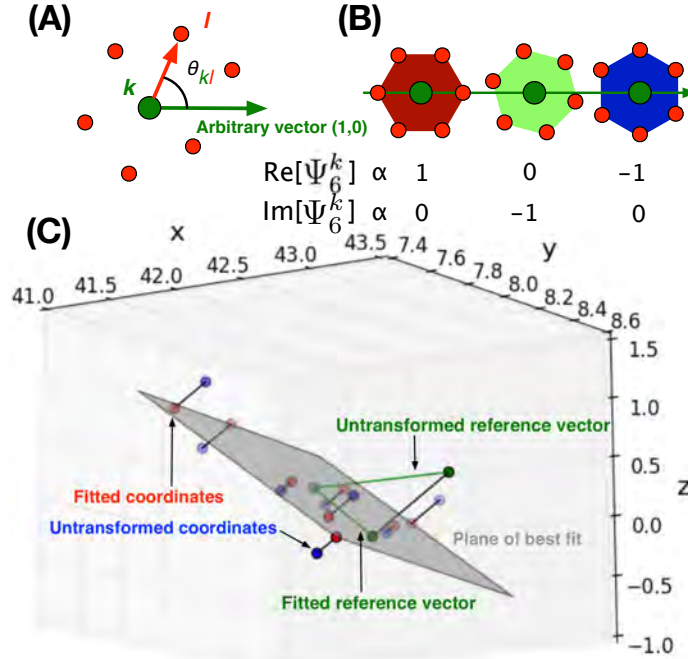 (A)
l
θkl
k
Arbitrary vector (1,0)
(B)
Re[Ψ₆ᵏ] α 1 0 −1
Im[Ψ₆ᵏ] α 0 −1 0
(C)
x
y
z
41.0 41.5 42.0 42.5 43.0 43.5
7.4 7.6 7.8 8.0 8.2 8.4 8.6
1.5
1.0
0.5
0.0
−0.5
−1.0
Untransformed reference vector
Fitted coordinates
Untransformed coordinates
Plane of best fit
Fitted reference vector